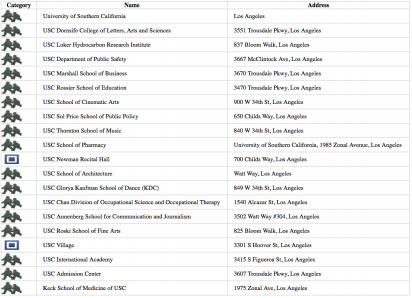 Category Name Address
University of Southern California Los Angeles
USC Dornsife College of Letters, Arts and Sciences 3551 Trousdale Pkwy, Los Angeles
USC Loker Hydrocarbon Research Institute 837 Bloom Walk, Los Angeles
USC Department of Public Safety 3667 McClintock Ave, Los Angeles
USC Marshall School of Business 3670 Trousdale Pkwy, Los Angeles
USC Rossier School of Education 3470 Trousdale Pkwy, Los Angeles
USC School of Cinematic Arts 900 W 34th St, Los Angeles
USC Sol Price School of Public Policy 650 Childs Way, Los Angeles
USC Thornton School of Music 840 W 34th St, Los Angeles
USC School of Pharmacy University of Southern California, 1985 Zonal Avenue, Los Angeles
USC Newman Recital Hall 700 Childs Way, Los Angeles
USC School of Architecture Watt Way, Los Angeles
USC Glorya Kaufman School of Dance (KDC) 849 W 34th St, Los Angeles
USC Chan Division of Occupational Science and Occupational Therapy 1540 Alcazar St, Los Angeles
USC Annenberg School for Communication and Journalism 3502 Watt Way #304, Los Angeles
USC Roski School of Fine Arts 825 Bloom Walk, Los Angeles
USC Village 3301 S Hoover St, Los Angeles
USC International Academy 3415 S Figueroa St, Los Angeles
USC Admission Center 3607 Trousdale Pkwy, Los Angeles
Keck School of Medicine of USC 1975 Zonal Ave, Los Angeles